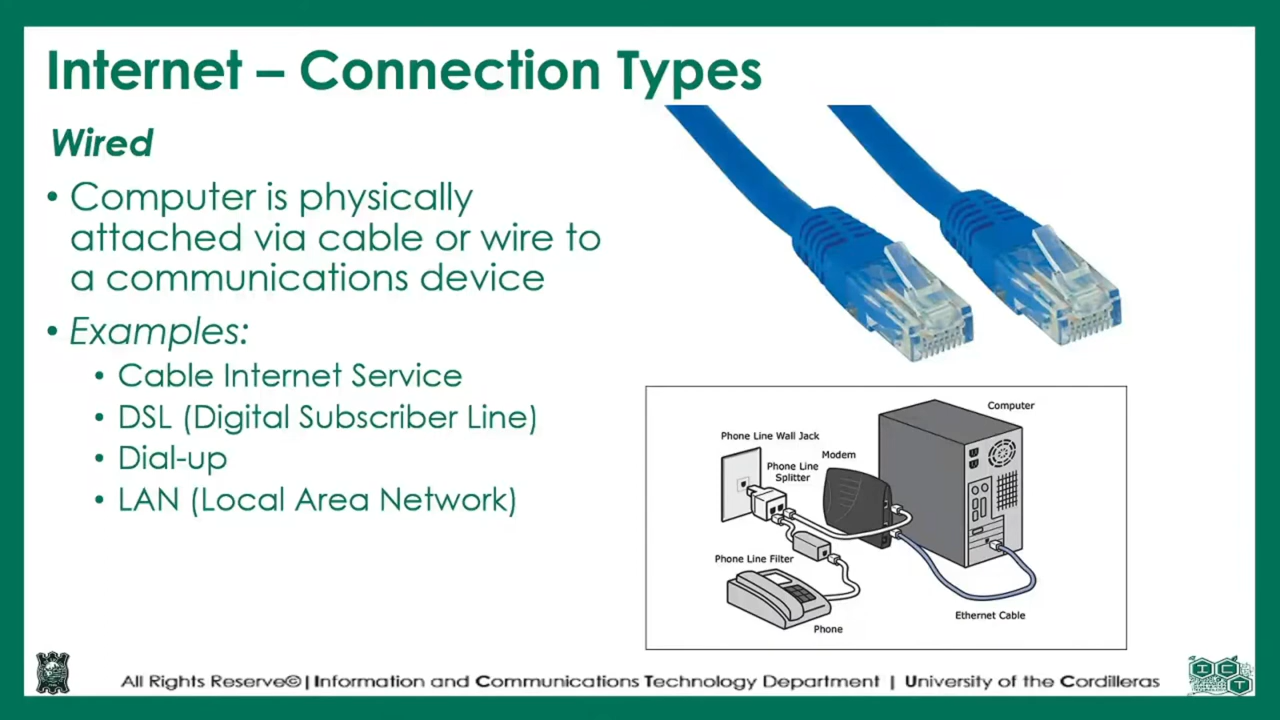 Internet – Connection Types
Wired
• Computer is physically
attached via cable or wire to
a communications device
• Examples:
• Cable Internet Service
• DSL (Digital Subscriber Line)
• Dial-up
• LAN (Local Area Network)
Computer
Phone Line Wall Jack
Modem
Phone Line
Splitter
Phone Line Filter
Ethernet Cable
Phone
All Rights Reserve©| Information and Communications Technology Department | University of the Cordilleras
I C
T